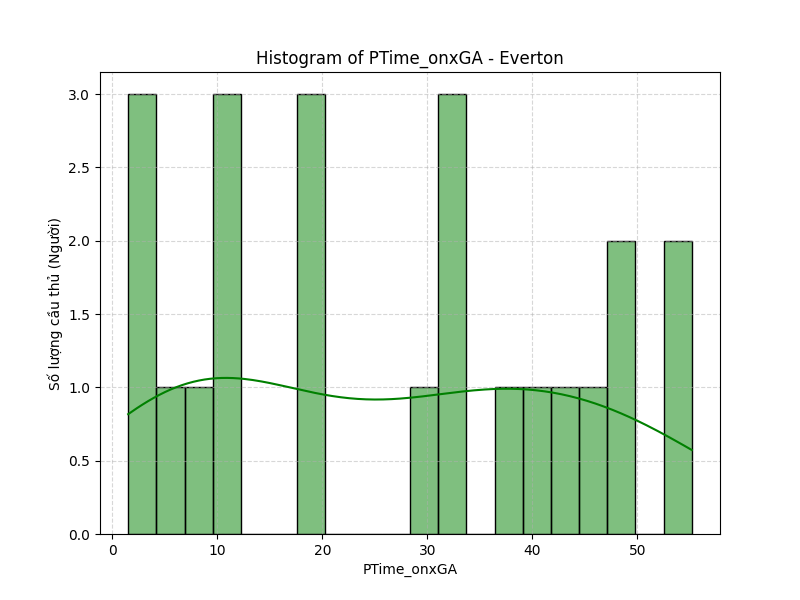 Histogram of PTime_onxGA - Everton
3.0
2.5
2.0
1.5
1.0
0.5
0.0
Số lượng cầu thủ (Người)
0 10 20 30 40 50
PTime_onxGA